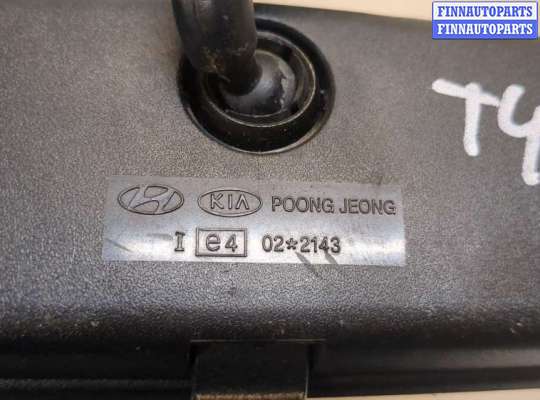 FINNAUTOPARTS
FINNAUTOPARTS
T4
KIA POONG JEONG
I e4 02*2143